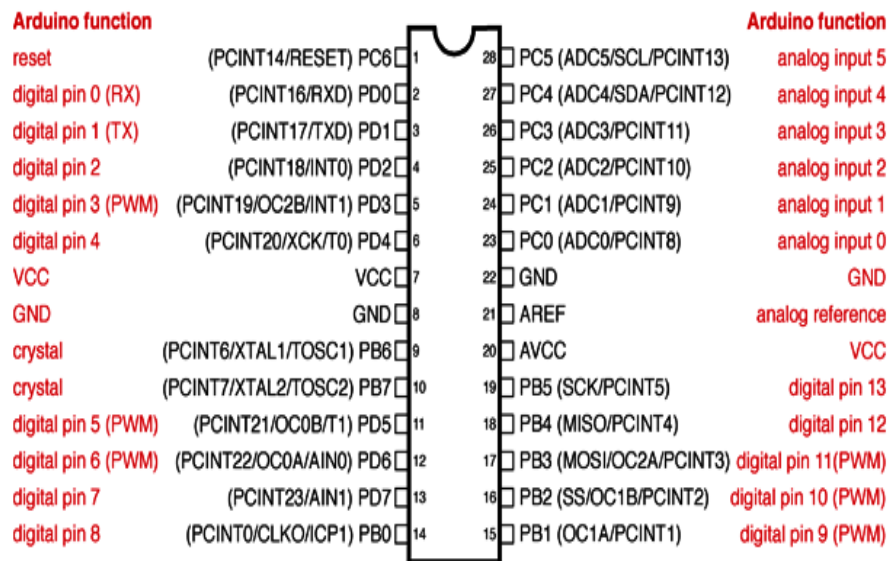 Arduino function Arduino function
reset (PCINT14/RESET) PC6 1 28 PC5 (ADC5/SCL/PCINT13) analog input 5
digital pin 0 (RX) (PCINT16/RXD) PD0 2 27 PC4 (ADC4/SDA/PCINT12) analog input 4
digital pin 1 (TX) (PCINT17/TXD) PD1 3 26 PC3 (ADC3/PCINT11) analog input 3
digital pin 2 (PCINT18/INT0) PD2 4 25 PC2 (ADC2/PCINT10) analog input 2
digital pin 3 (PWM) (PCINT19/OC2B/INT1) PD3 5 24 PC1 (ADC1/PCINT9) analog input 1
digital pin 4 (PCINT20/XCK/T0) PD4 6 23 PC0 (ADC0/PCINT8) analog input 0
VCC VCC 7 22 GND GND
GND GND 8 21 AREF analog reference
crystal (PCINT6/XTAL1/TOSC1) PB6 9 20 AVCC VCC
crystal (PCINT7/XTAL2/TOSC2) PB7 10 19 PB5 (SCK/PCINT5) digital pin 13
digital pin 5 (PWM) (PCINT21/OC0B/T1) PD5 11 18 PB4 (MISO/PCINT4) digital pin 12
digital pin 6 (PWM) (PCINT22/OC0A/AIN0) PD6 12 17 PB3 (MOSI/OC2A/PCINT3) digital pin 11(PWM)
digital pin 7 (PCINT23/AIN1) PD7 13 16 PB2 (SS/OC1B/PCINT2) digital pin 10 (PWM)
digital pin 8 (PCINT0/CLKO/ICP1) PB0 14 15 PB1 (OC1A/PCINT1) digital pin 9 (PWM)